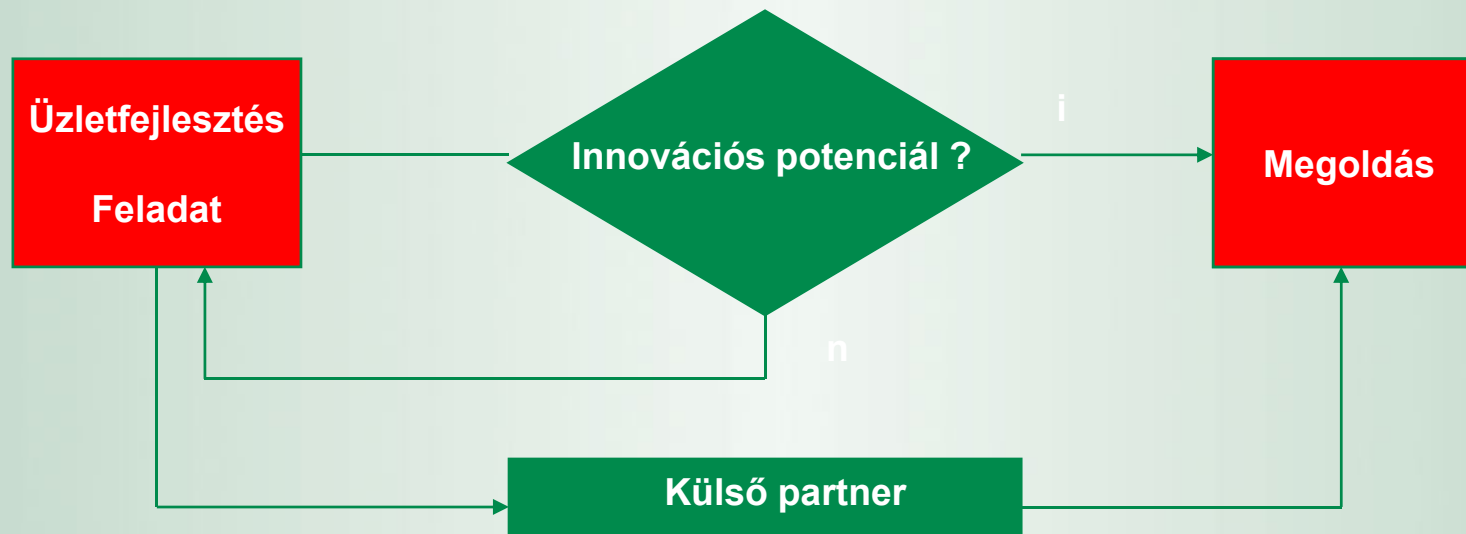 Üzletfejlesztés
Feladat
Innovációs potenciál ?
i
Megoldás
n
Külső partner